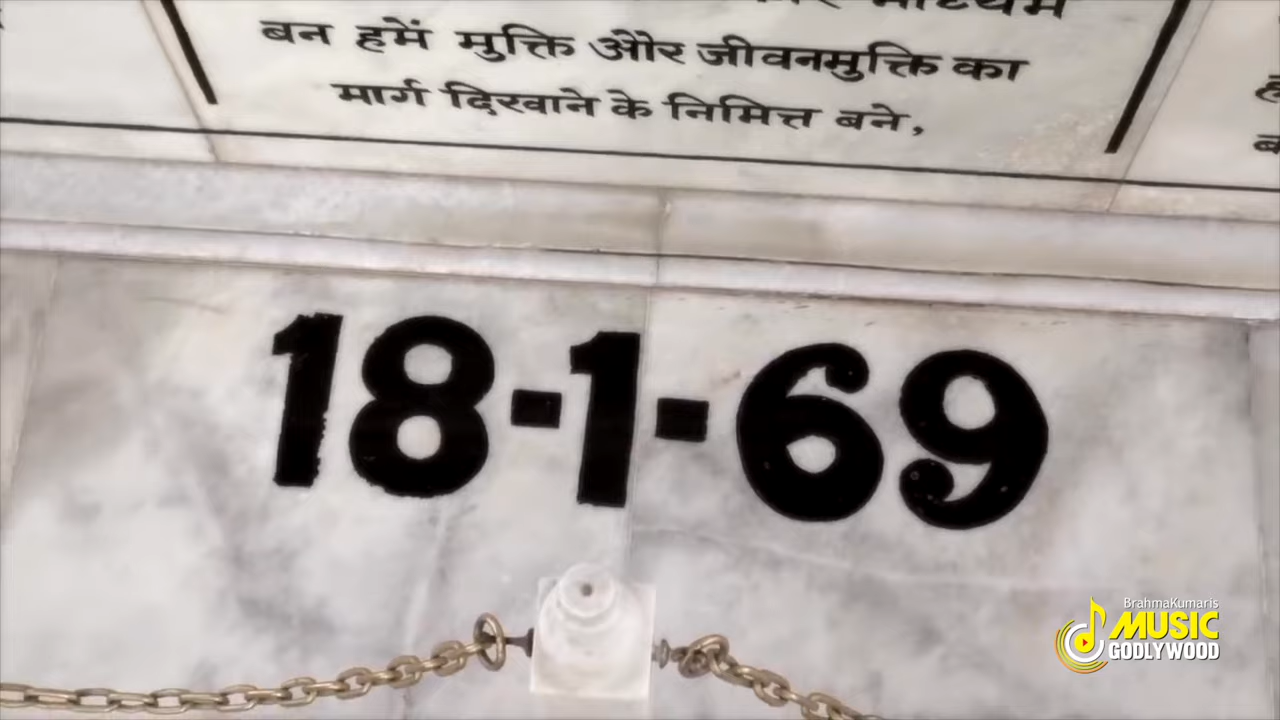 बन हमें मुक्ति और जीवनमुक्ति का
मार्ग दिखाने के निमित्त बने,
18-1-69
BrahmaKumaris
MUSIC
GODLYWOOD